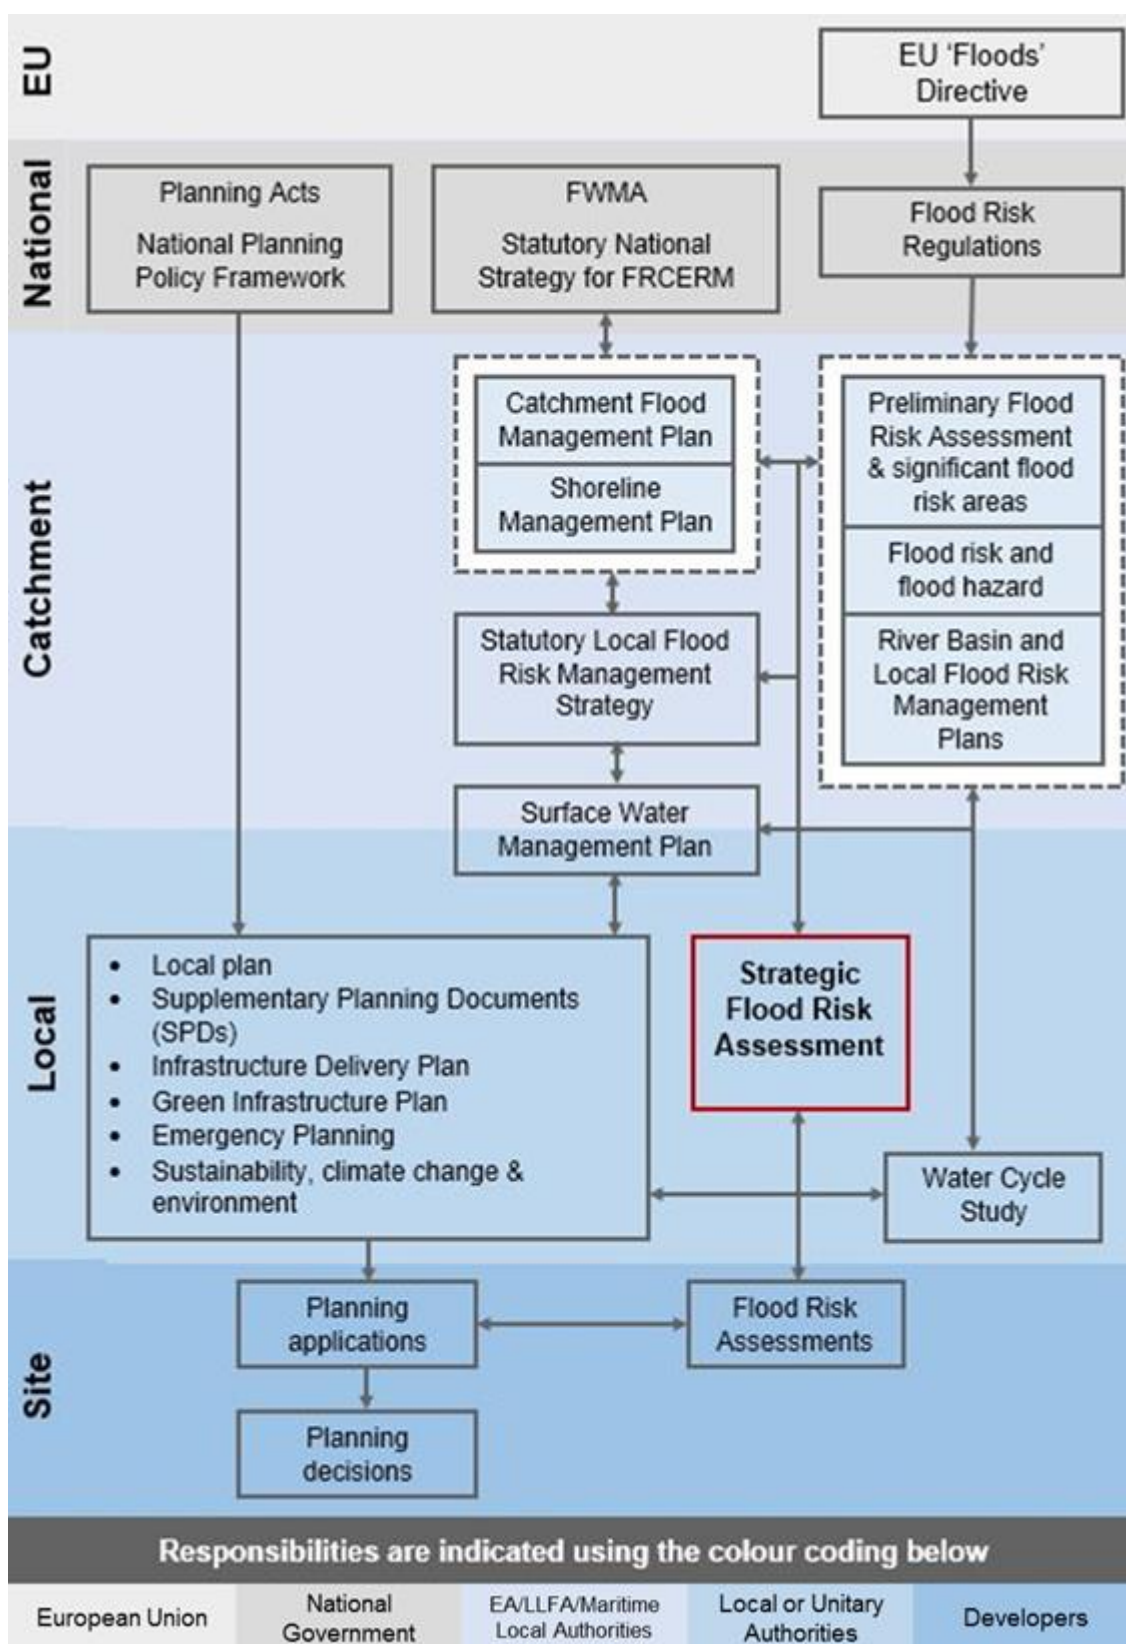 EU
EU ‘Floods’
Directive
National
Planning Acts
National Planning
Policy Framework
FWMA
Statutory National
Strategy for FRCERM
Flood Risk
Regulations
Catchment
Catchment Flood
Management Plan
Shoreline
Management Plan
Preliminary Flood
Risk Assessment
& significant flood
risk areas
Flood risk and
flood hazard
River Basin and
Local Flood Risk
Management
Plans
Statutory Local Flood
Risk Management
Strategy
Surface Water
Management Plan
Local
• Local plan
• Supplementary Planning Documents
(SPDs)
• Infrastructure Delivery Plan
• Green Infrastructure Plan
• Emergency Planning
• Sustainability, climate change &
environment
Strategic
Flood Risk
Assessment
Water Cycle
Study
Site
Planning
applications
Flood Risk
Assessments
Planning
decisions
Responsibilities are indicated using the colour coding below
European Union
National
Government
EA/LLFA/Maritime
Local Authorities
Local or Unitary
Authorities
Developers